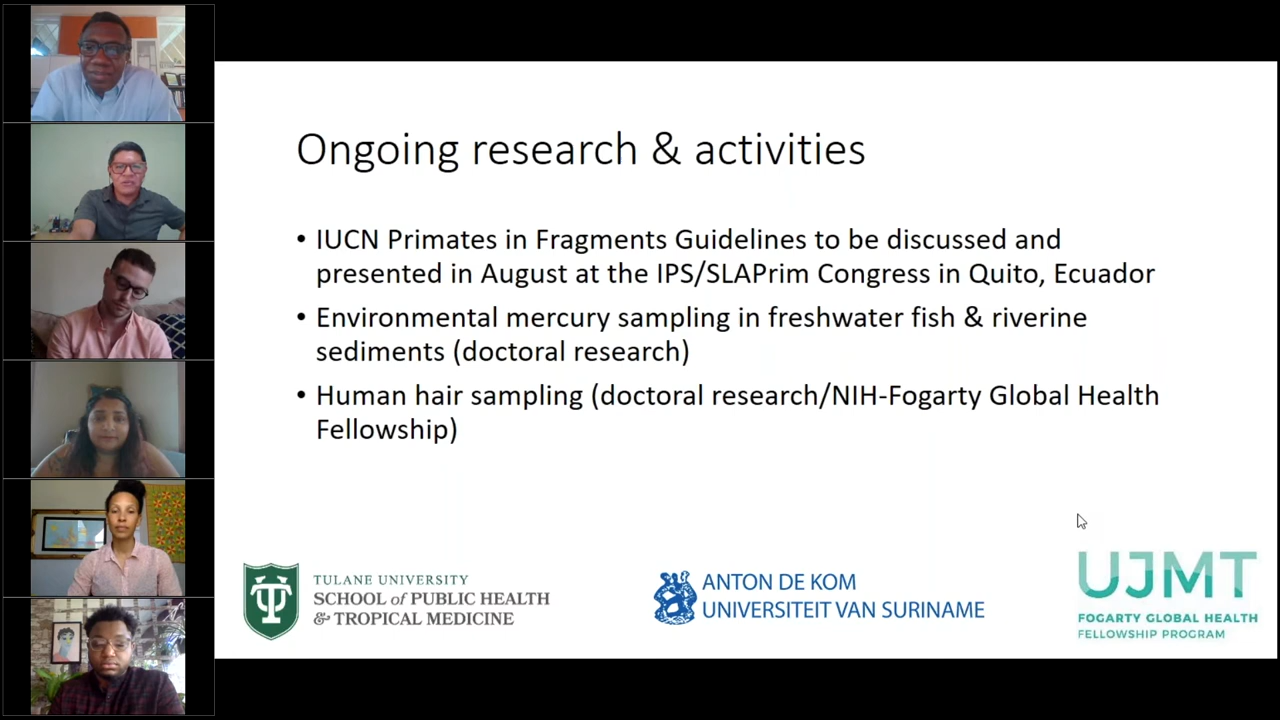 Ongoing research & activities
• IUCN Primates in Fragments Guidelines to be discussed and
presented in August at the IPS/SLAPrim Congress in Quito, Ecuador
• Environmental mercury sampling in freshwater fish & riverine
sediments (doctoral research)
• Human hair sampling (doctoral research/NIH-Fogarty Global Health
Fellowship)
TULANE UNIVERSITY
SCHOOL of PUBLIC HEALTH
& TROPICAL MEDICINE
ANTON DE KOM
UNIVERSITEIT VAN SURINAME
UJMT
FOGARTY GLOBAL HEALTH
FELLOWSHIP PROGRAM